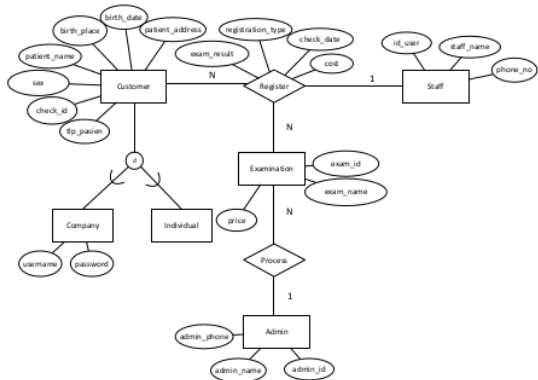 birth_date
birth_place
patient_address
registration_type
patient_name
exam_result
check_date
id_user
staff_name
sex
cost
phone_no
Customer
N
Register
1
Staff
check_id
tlp_pasien
N
d
Examination
exam_id
exam_name
Company
Individual
price
N
username
password
Process
1
admin_phone
Admin
admin_name
admin_id